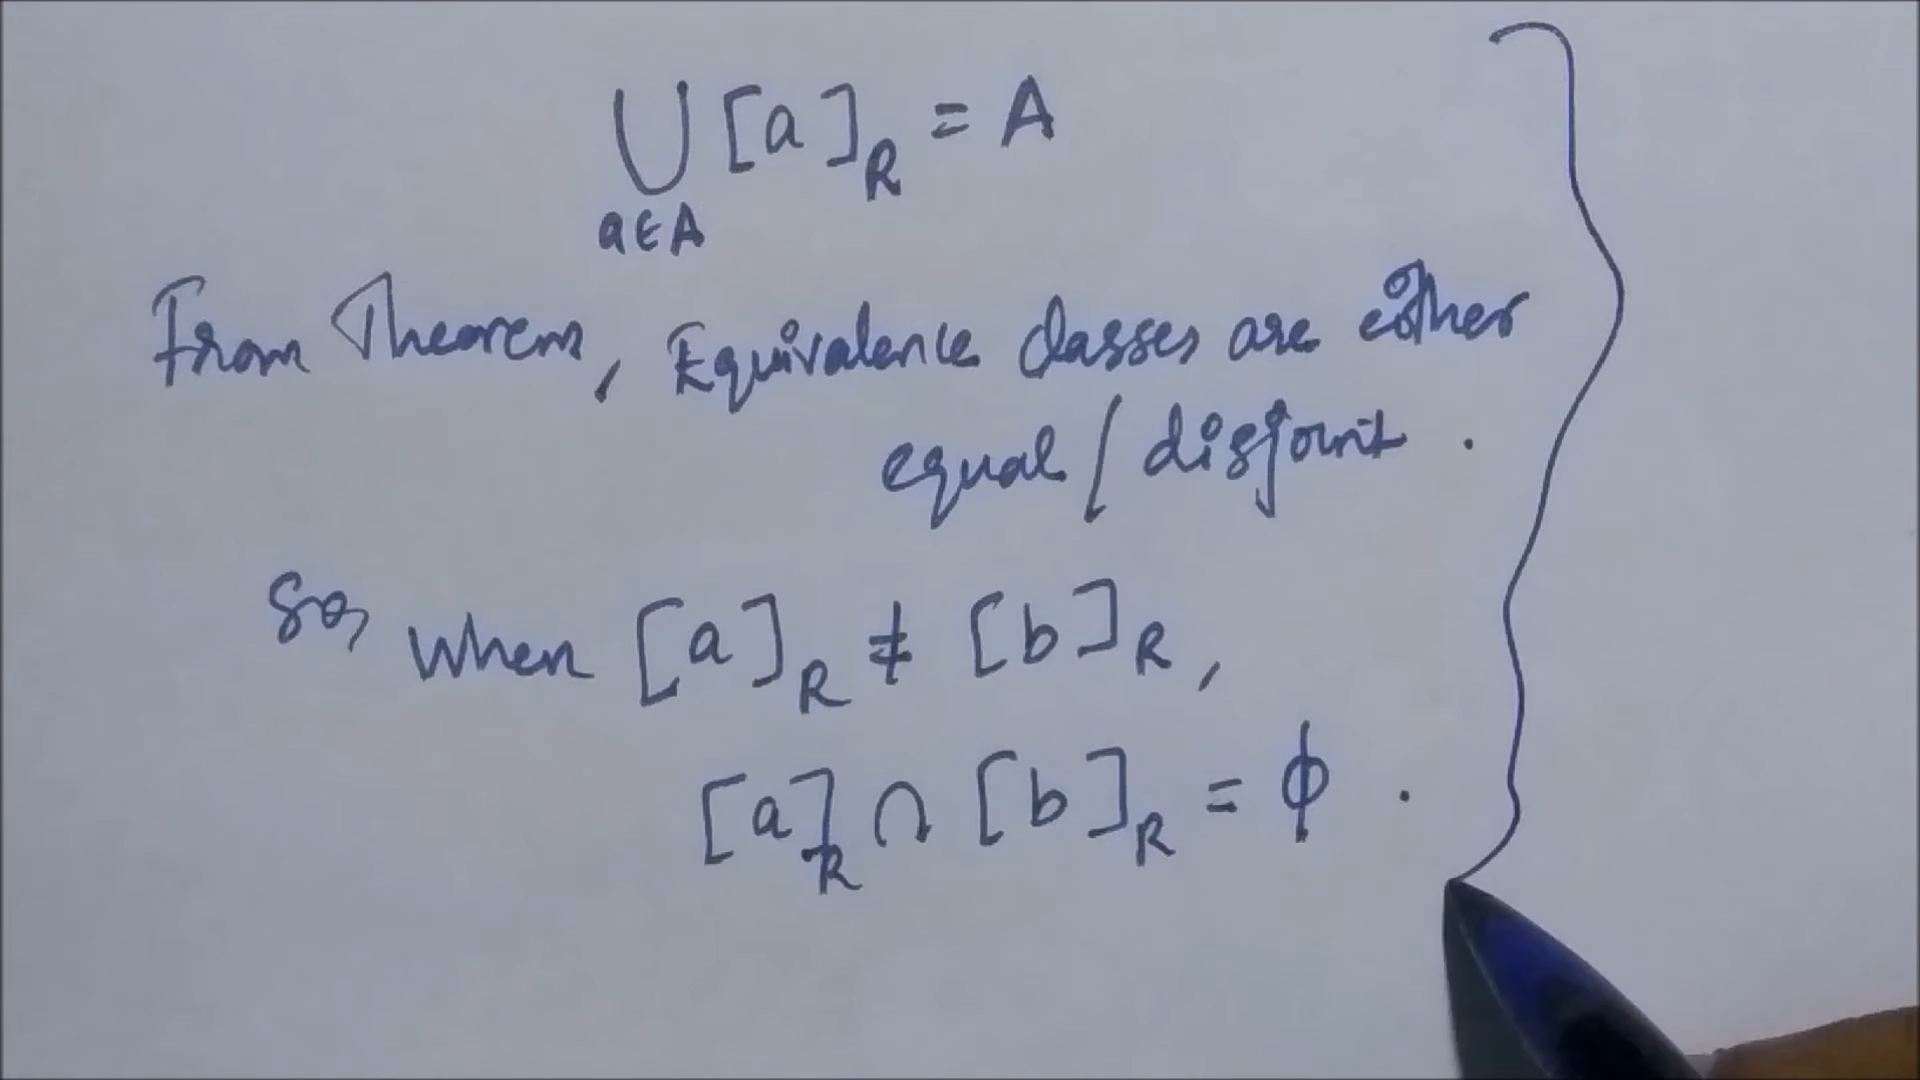 ⋃ [a]_R = A
a∈A
From Theorem, Equivalence classes are either
equal / disjoint .
So, when [a]_R ≠ [b]_R ,
[a]_R ∩ [b]_R = ϕ .